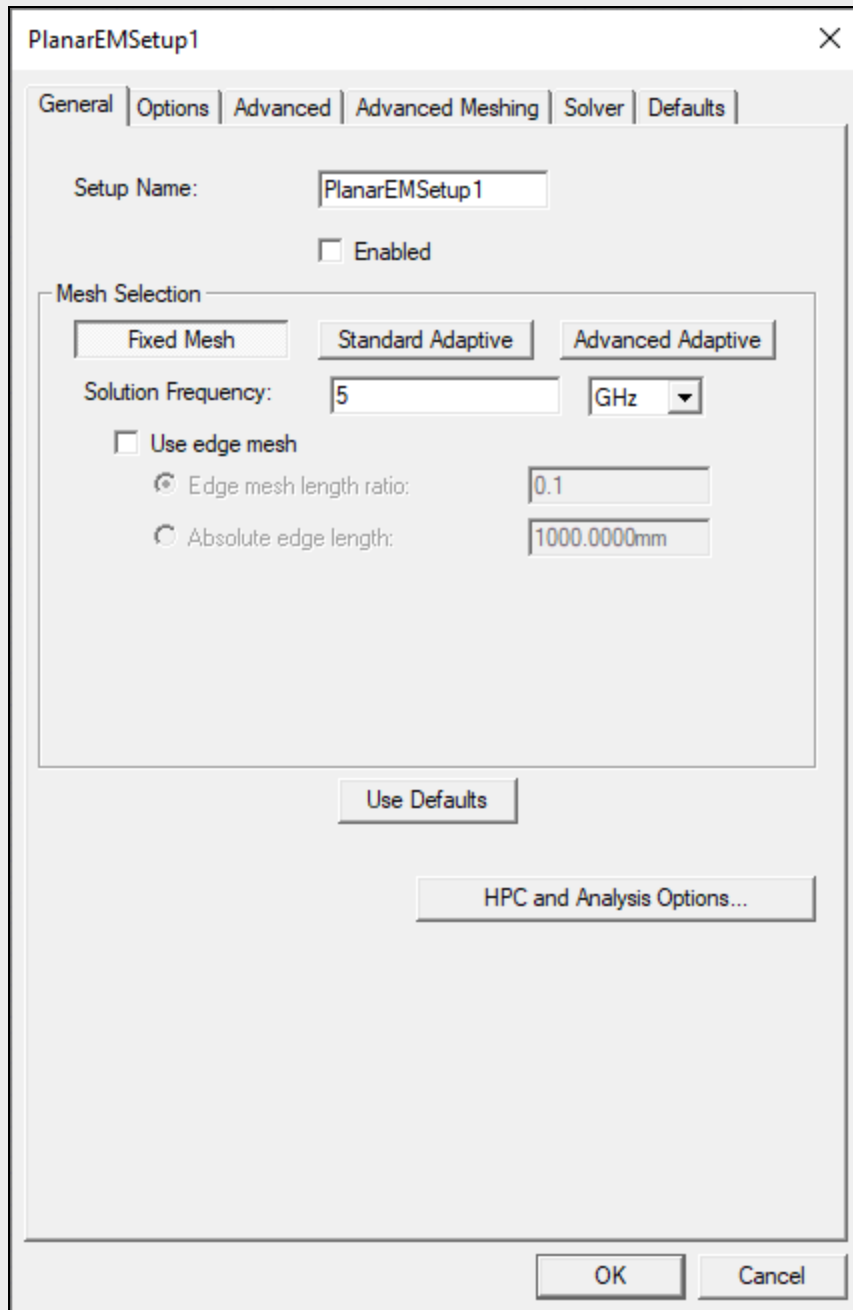 PlanarEMSetup1
General Options Advanced Advanced Meshing Solver Defaults
Setup Name: PlanarEMSetup1
Enabled
Mesh Selection
Fixed Mesh Standard Adaptive Advanced Adaptive
Solution Frequency: 5 GHz
Use edge mesh
Edge mesh length ratio: 0.1
Absolute edge length: 1000.0000mm
Use Defaults
HPC and Analysis Options...
OK Cancel